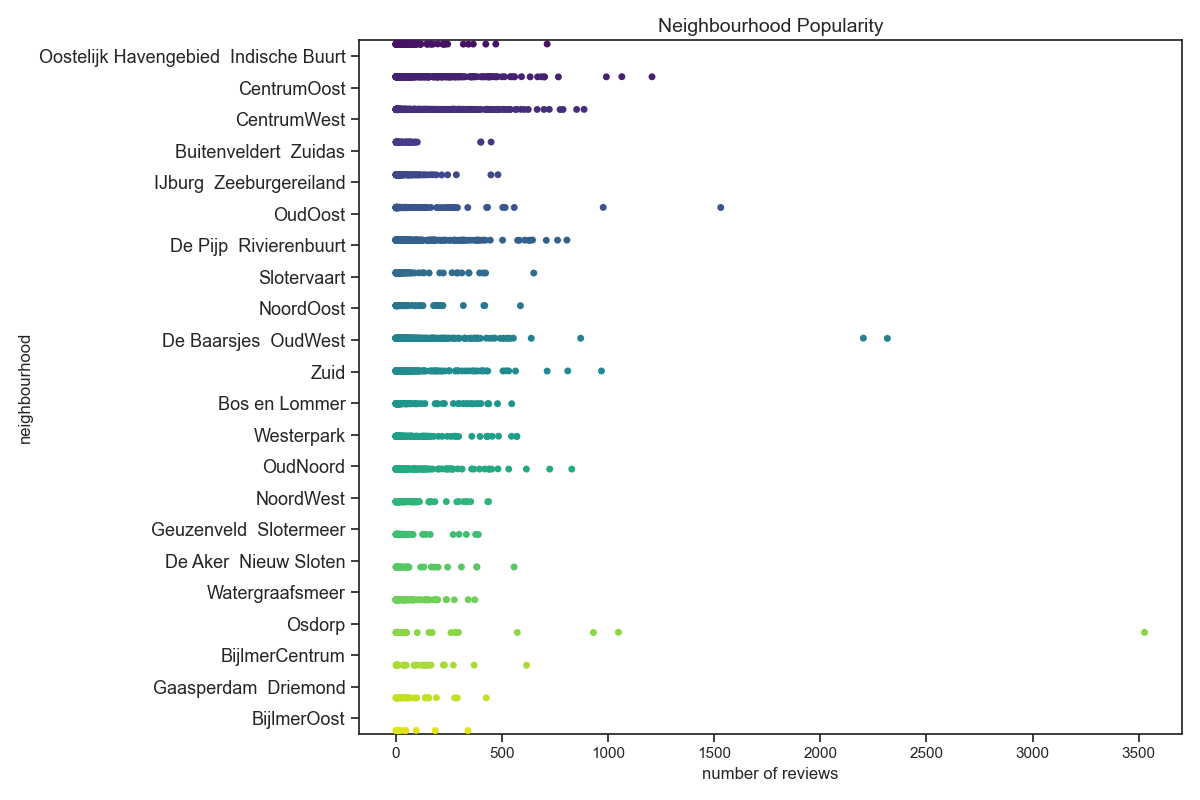 Neighbourhood Popularity
Oostelijk Havengebied  Indische Buurt
CentrumOost
CentrumWest
Buitenveldert  Zuidas
IJburg  Zeeburgereiland
OudOost
De Pijp  Rivierenbuurt
Slotervaart
NoordOost
De Baarsjes  OudWest
Zuid
Bos en Lommer
Westerpark
OudNoord
NoordWest
Geuzenveld  Slotermeer
De Aker  Nieuw Sloten
Watergraafsmeer
Osdorp
BijlmerCentrum
Gaasperdam  Driemond
BijlmerOost
neighbourhood
0 500 1000 1500 2000 2500 3000 3500
number of reviews